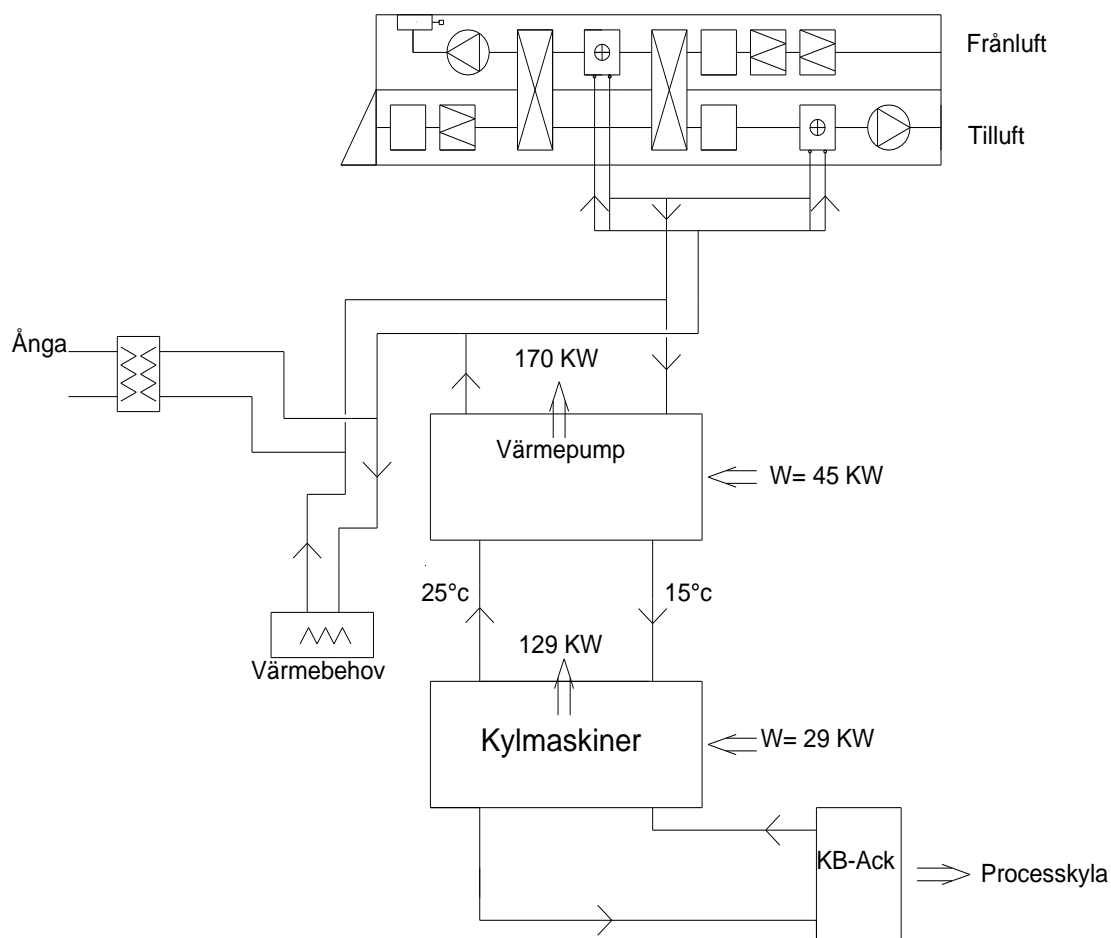 Frånluft
Tilluft
Ånga
170 KW
Värmepump
W= 45 KW
25°c
15°c
129 KW
Värmebehov
Kylmaskiner
W= 29 KW
KB-Ack
Processkyla